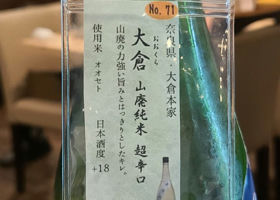 No. 71
奈良県・大倉本家
おおくら
大倉 山廃純米 超辛口
山廃の力強い旨みとはっきりとしたキレ。
使用米 オオセト
日本酒度 +18